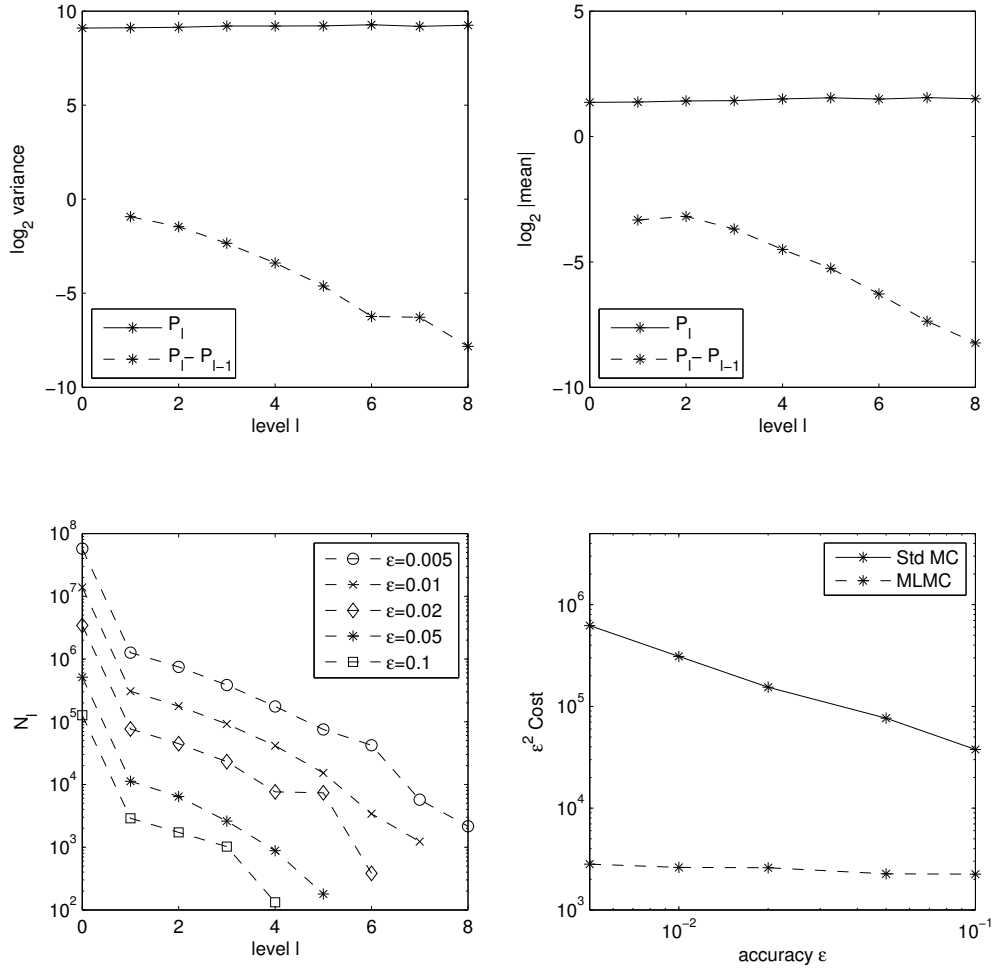 10
5
0
−5
−10
log2 variance
0 2 4 6 8
level l
P_l
P_l− P_l−1
5
0
−5
−10
log2 |mean|
0 2 4 6 8
level l
P_l
P_l− P_l−1
10^8
10^7
10^6
10^5
10^4
10^3
10^2
N_l
0 2 4 6 8
level l
ε=0.005
ε=0.01
ε=0.02
ε=0.05
ε=0.1
10^6
10^5
10^4
10^3
ε^2 Cost
10^−2 10^−1
accuracy ε
Std MC
MLMC